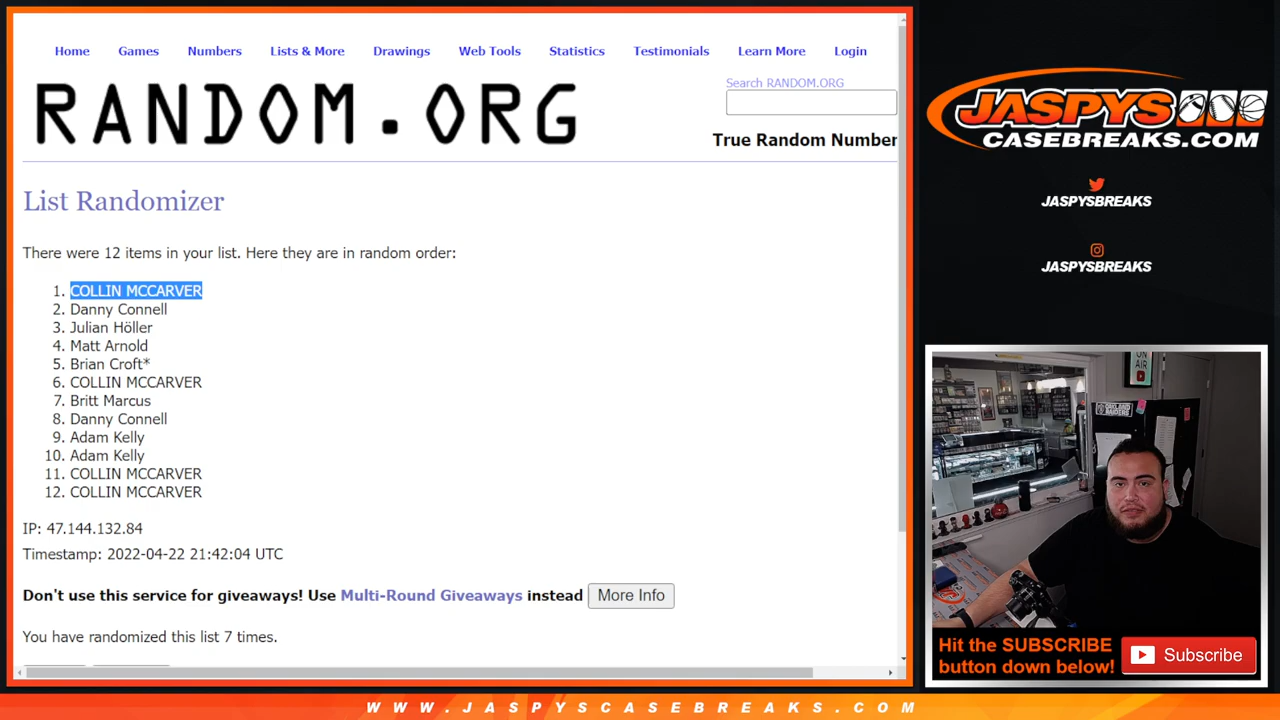 Home Games Numbers Lists & More Drawings Web Tools Statistics Testimonials Learn More Login
Search RANDOM.ORG
RANDOM.ORG
True Random Number
List Randomizer
There were 12 items in your list. Here they are in random order:
1. COLLIN MCCARVER
2. Danny Connell
3. Julian Höller
4. Matt Arnold
5. Brian Croft*
6. COLLIN MCCARVER
7. Britt Marcus
8. Danny Connell
9. Adam Kelly
10. Adam Kelly
11. COLLIN MCCARVER
12. COLLIN MCCARVER
IP: 47.144.132.84
Timestamp: 2022-04-22 21:42:04 UTC
Don't use this service for giveaways! Use Multi-Round Giveaways instead More Info
You have randomized this list 7 times.
JASPYS
CASEBREAKS.COM
JASPYSBREAKS
JASPYSBREAKS
ON
AIR
OAKLAND
RAIDERS
Hit the SUBSCRIBE
button down below!
Subscribe
WWW.JASPYSCASEBREAKS.COM